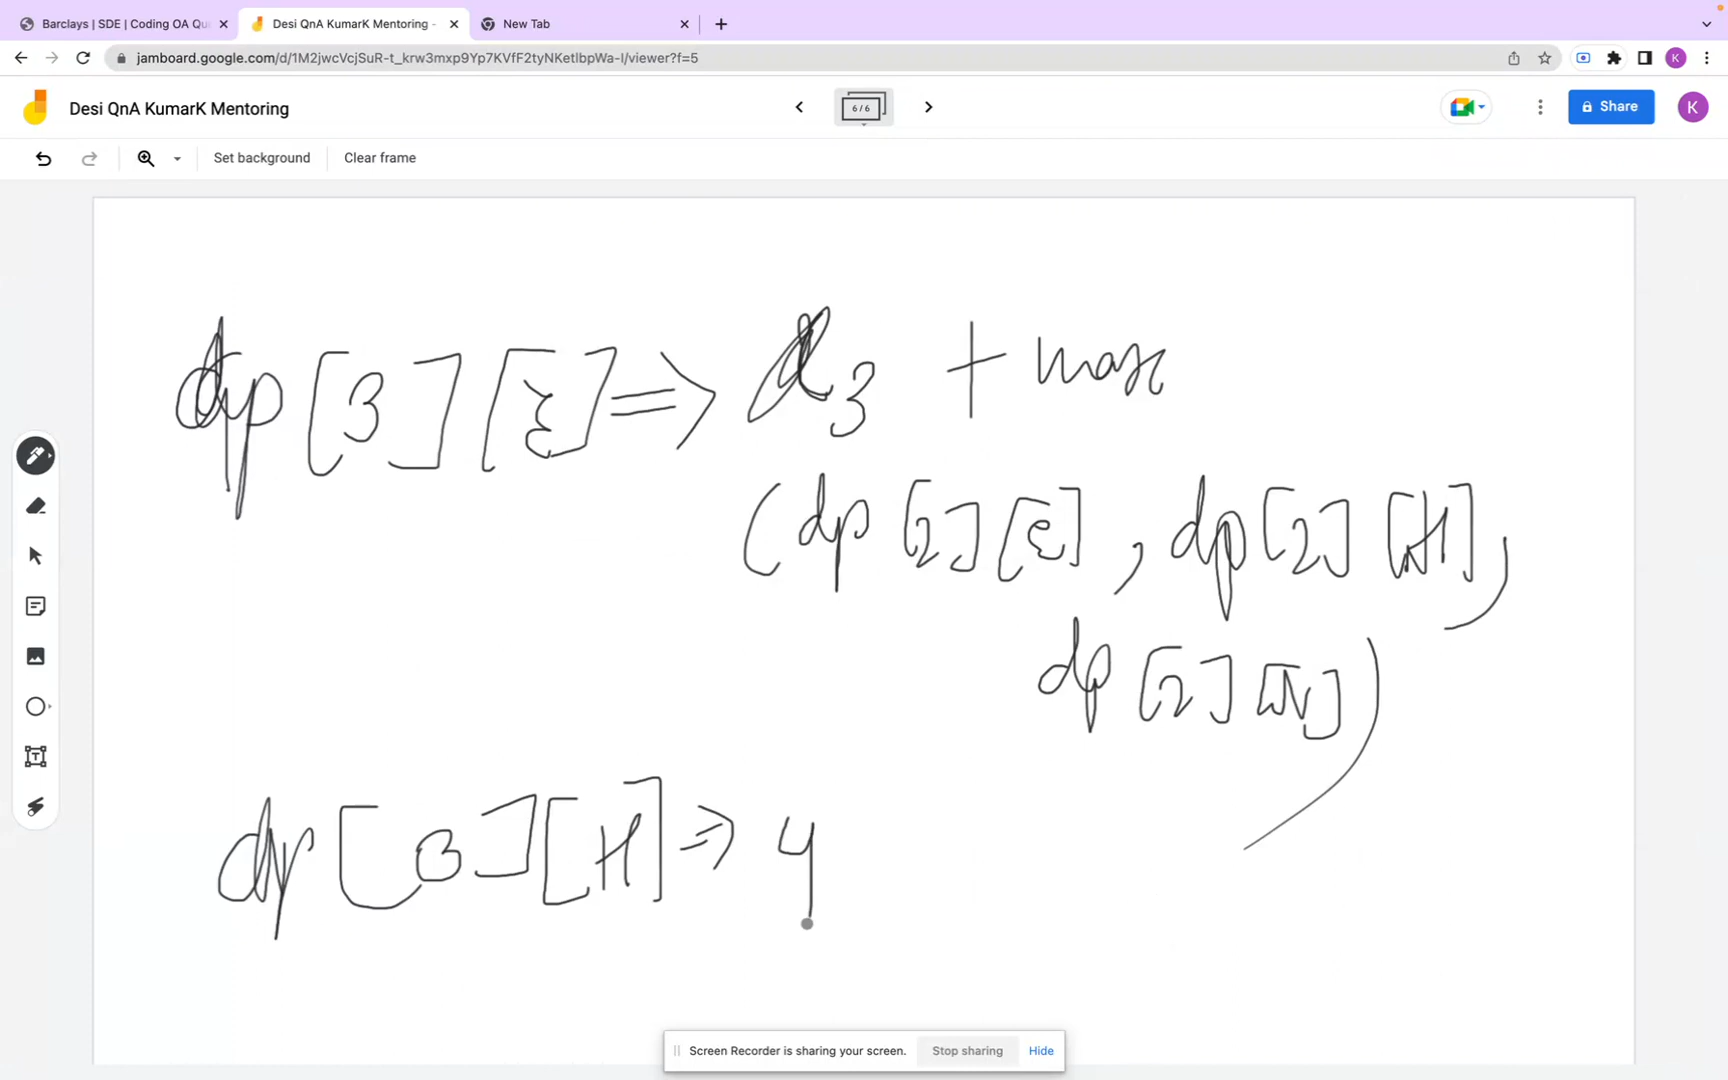 Barclays | SDE | Coding OA Qu
Desi QnA KumarK Mentoring -
New Tab
jamboard.google.com/d/1M2jwcVcjSuR-t_krw3mxp9Yp7KVfF2tyNKetlbpWa-I/viewer?f=5
K
Desi QnA KumarK Mentoring
6 / 6
Share
K
Set background
Clear frame
dp[3][ε] => α3 + max
(dp[2][ε], dp[2][H],
dp[2][N])
dp[3][H] => y
Screen Recorder is sharing your screen.
Stop sharing
Hide